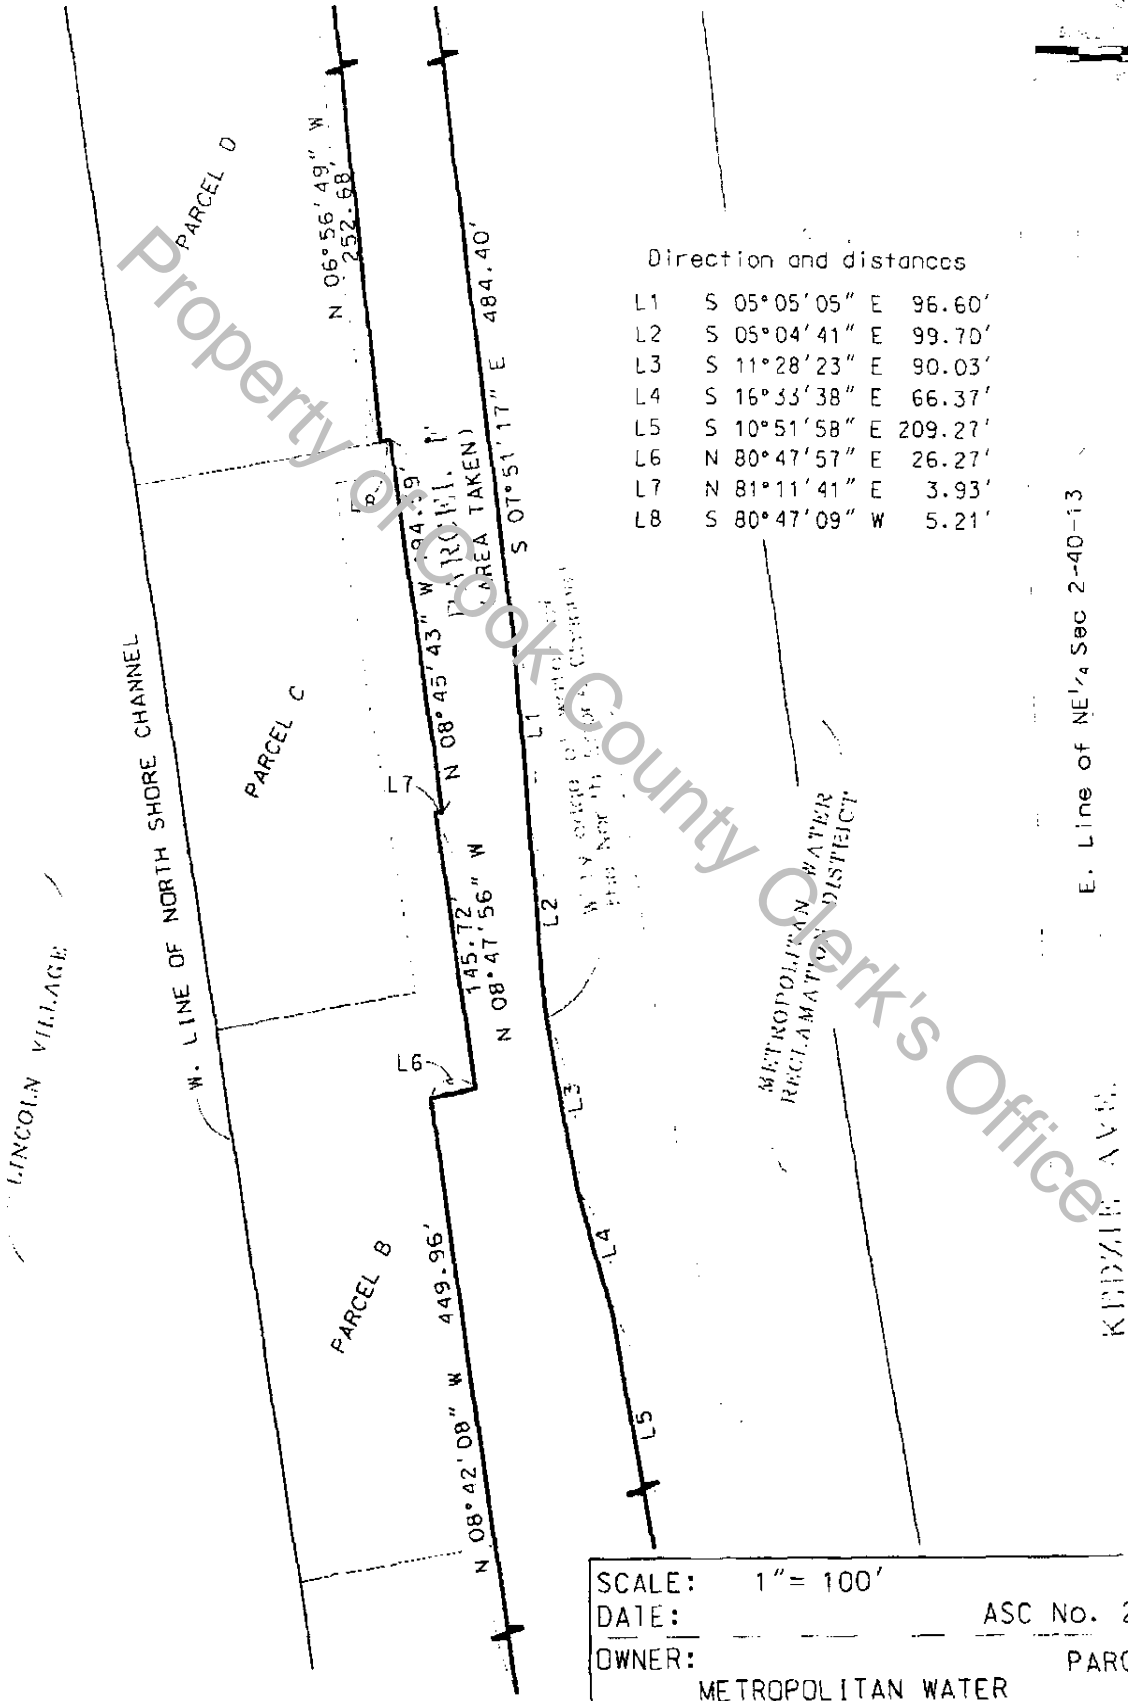 PARCEL D
N 06°56'49" W
252.68'
484.40'
S 07°51'17" E
Direction and distances
L1 S 05°05'05" E 96.60'
L2 S 05°04'41" E 99.70'
L3 S 11°28'23" E 90.03'
L4 S 16°33'38" E 66.37'
L5 S 10°51'58" E 209.27'
L6 N 80°47'57" E 26.27'
L7 N 81°11'41" E 3.93'
L8 S 80°47'09" W 5.21'
PARCEL
(AREA TAKEN)
N 08°45'43" W
PARCEL C
W. LINE OF NORTH SHORE CHANNEL
L7
L1
L2
145.72'
N 08°47'56" W
L6
L3
L4
L5
LINCOLN VILLAGE
METROPOLITAN WATER
RECLAMATION DISTRICT
E. Line of NE¼ Sec 2-40-13
KEDZIE AVE.
PARCEL B
449.96'
N 08°42'08" W
Property of Cook County Clerk's Office
SCALE: 1"= 100'
DATE: ASC No. 2
OWNER: PARC
METROPOLITAN WATER